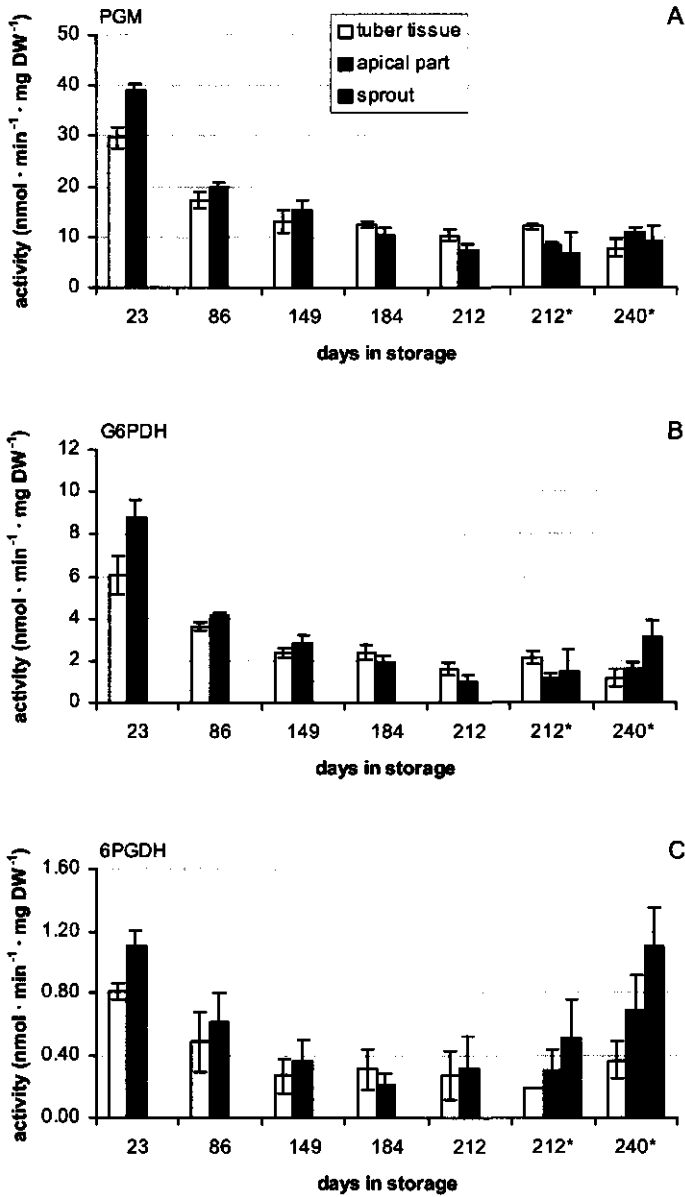 PGM
A
tuber tissue
apical part
sprout
activity (nmol · min⁻¹ · mg DW⁻¹)
50
40
30
20
10
0
23 86 149 184 212 212* 240*
days in storage
G6PDH
B
activity (nmol · min⁻¹ · mg DW⁻¹)
12
10
8
6
4
2
0
23 86 149 184 212 212* 240*
days in storage
6PGDH
C
activity (nmol · min⁻¹ · mg DW⁻¹)
1.60
1.20
0.80
0.40
0.00
23 86 149 184 212 212* 240*
days in storage